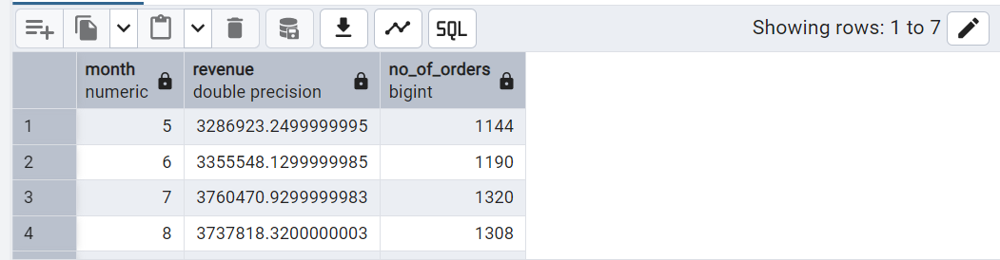 SQL
Showing rows: 1 to 7
month revenue no_of_orders
numeric double precision bigint
1 5 3286923.2499999995 1144
2 6 3355548.1299999985 1190
3 7 3760470.9299999983 1320
4 8 3737818.3200000003 1308